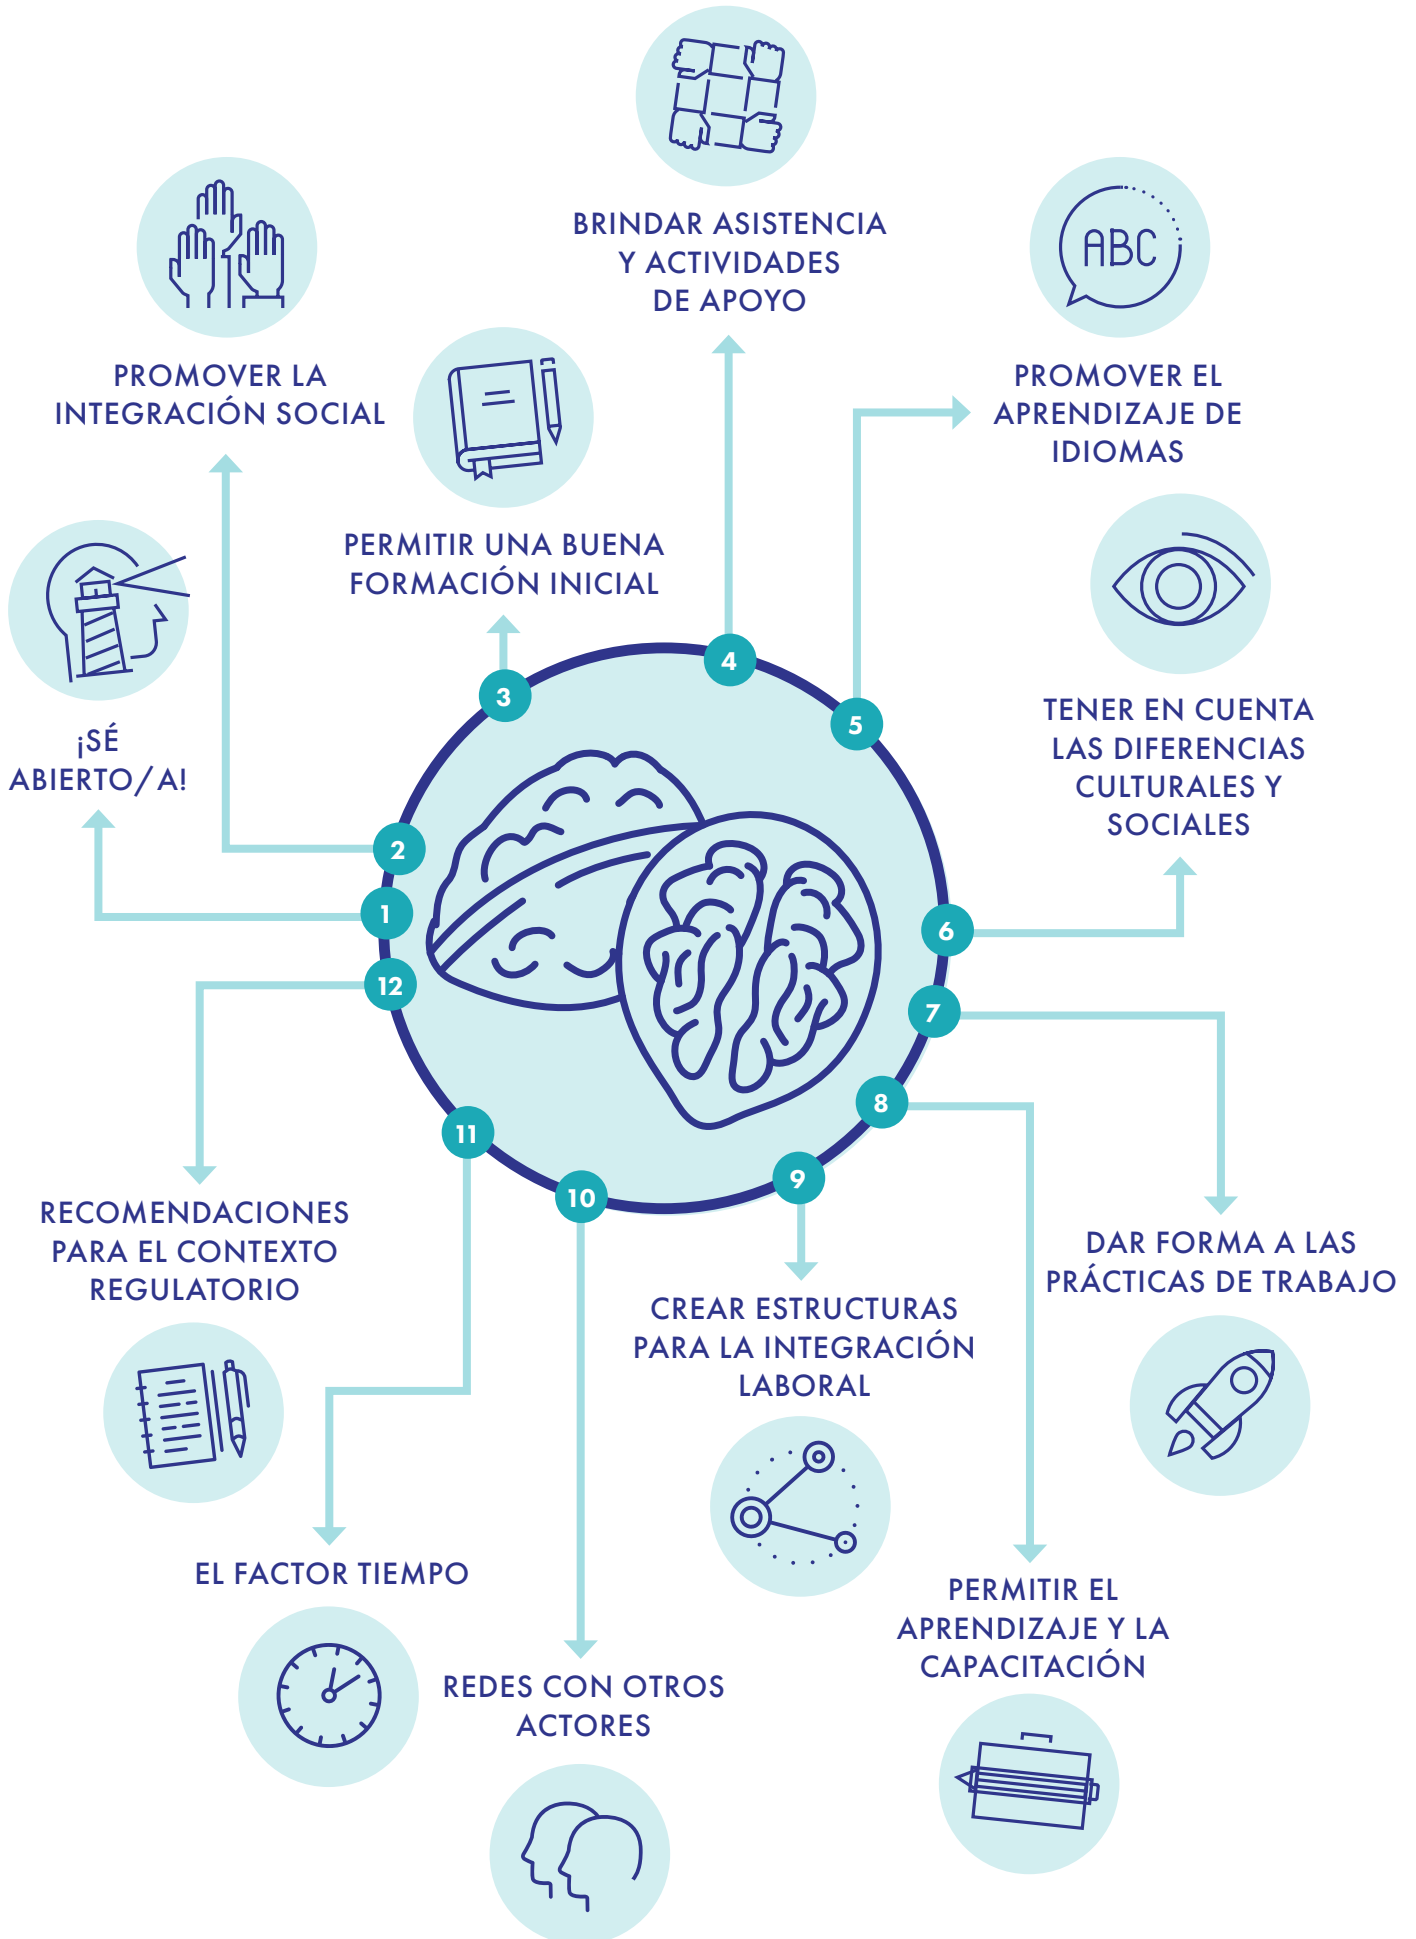 BRINDAR ASISTENCIA
Y ACTIVIDADES
DE APOYO
ABC
PROMOVER LA
INTEGRACIÓN SOCIAL
PROMOVER EL
APRENDIZAJE DE
IDIOMAS
PERMITIR UNA BUENA
FORMACIÓN INICIAL
¡SÉ
ABIERTO/A!
TENER EN CUENTA
LAS DIFERENCIAS
CULTURALES Y
SOCIALES
4
3
5
2
1
6
12
7
8
11
9
10
RECOMENDACIONES
PARA EL CONTEXTO
REGULATORIO
DAR FORMA A LAS
PRÁCTICAS DE TRABAJO
CREAR ESTRUCTURAS
PARA LA INTEGRACIÓN
LABORAL
EL FACTOR TIEMPO
PERMITIR EL
APRENDIZAJE Y LA
CAPACITACIÓN
REDES CON OTROS
ACTORES